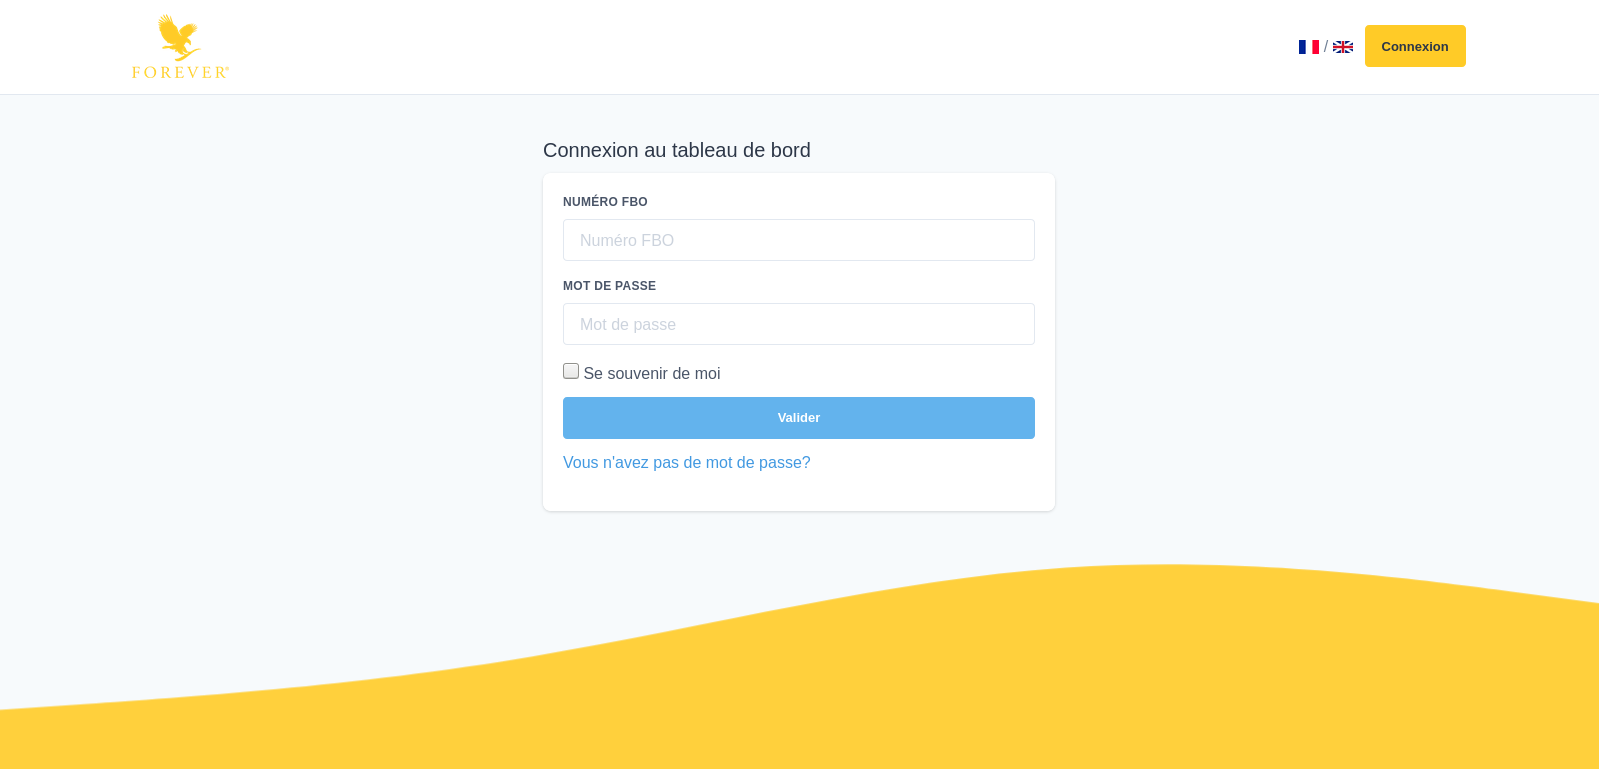 FOREVER®
/
Connexion
Connexion au tableau de bord
NUMÉRO FBO
Numéro FBO
MOT DE PASSE
Mot de passe
Se souvenir de moi
Valider
Vous n'avez pas de mot de passe?